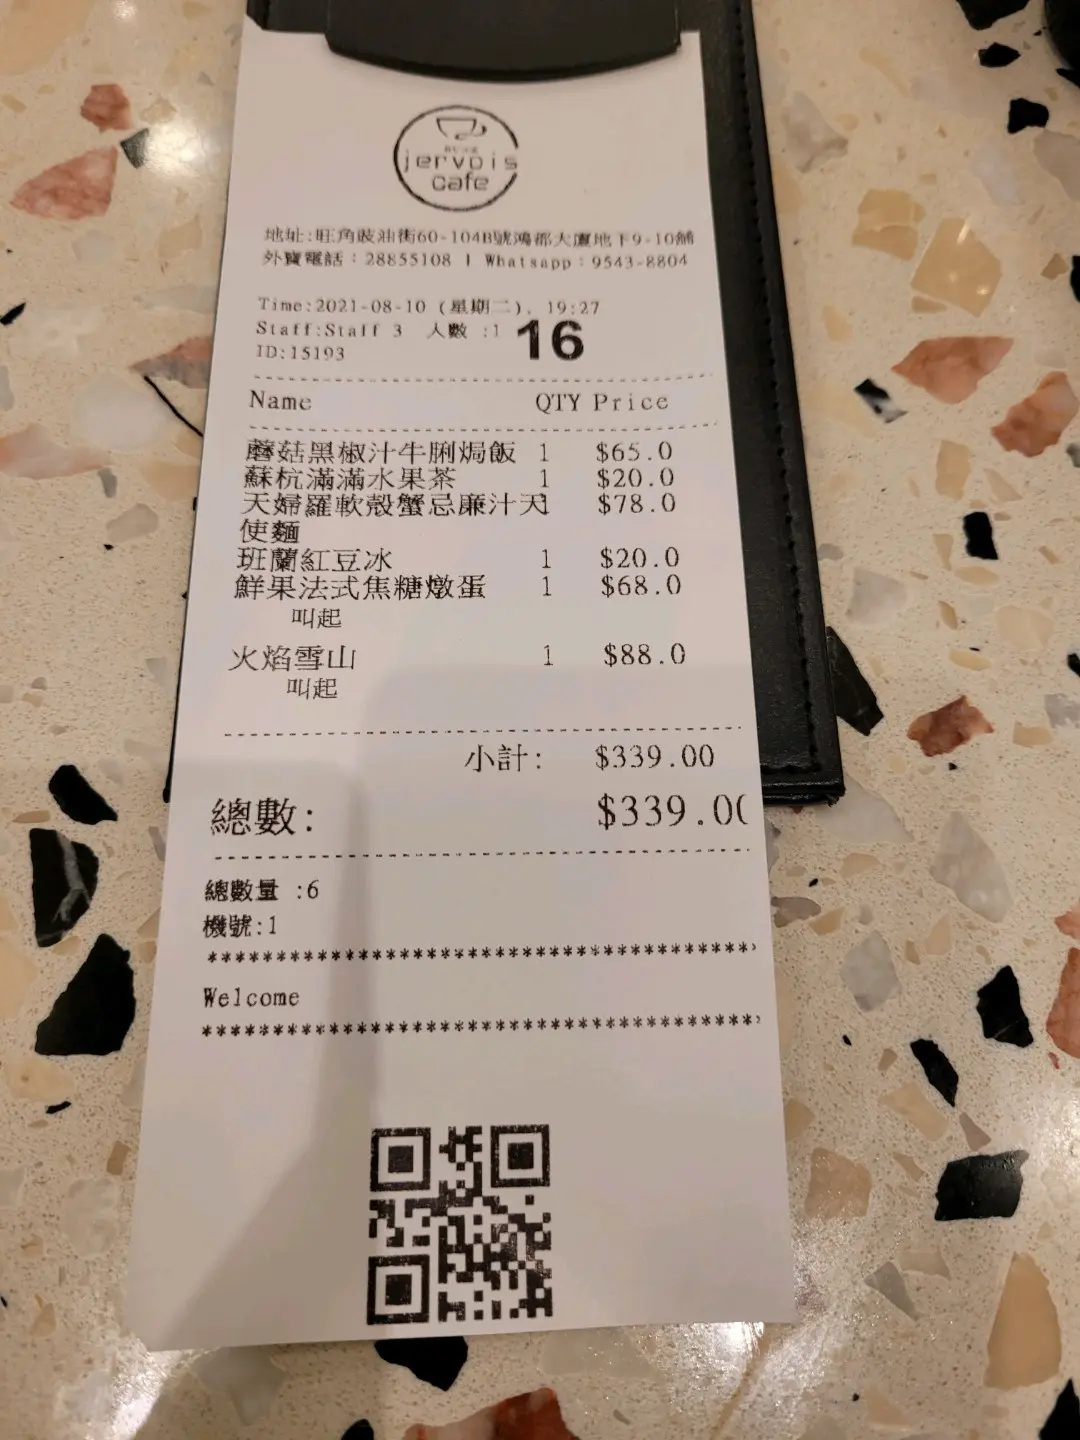 jervois
cafe
地址:旺角豉油街60-104B號鴻都大廈地下9-10舖
外賣電話：28855108 | Whatsapp：9543-8804
Time:2021-08-10 (星期二), 19:27
Staff:Staff 3 人數 :1 16
ID:15193
Name QTY Price
蘑菇黑椒汁牛脷焗飯 1 $65.0
蘇杭滿滿水果茶 1 $20.0
天婦羅軟殼蟹忌廉汁天 1 $78.0
使麵
班蘭紅豆冰 1 $20.0
鮮果法式焦糖燉蛋 1 $68.0
叫起
火焰雪山 1 $88.0
叫起
小計: $339.00
總數: $339.00
總數量 :6
機號:1
Welcome